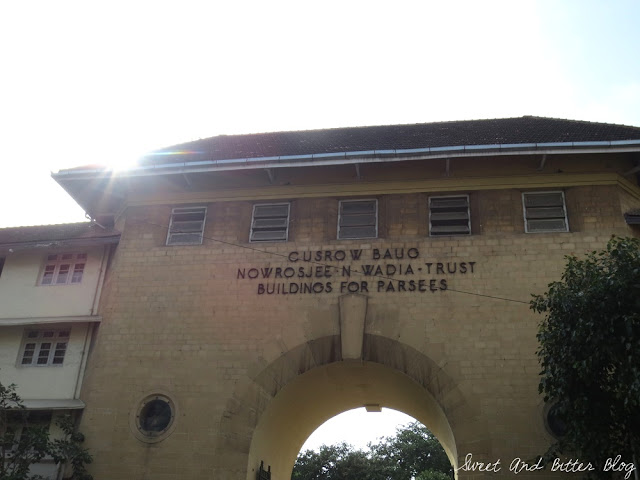 CUSROW BAUG
NOWROSJEE-N-WADIA-TRUST
BUILDINGS FOR PARSEES
Sweet And Bitter Blog